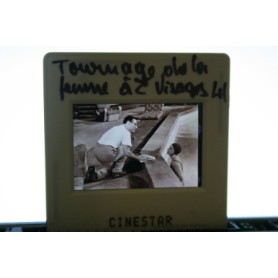 Tournage de la
femme à 2 visages
CINESTAR